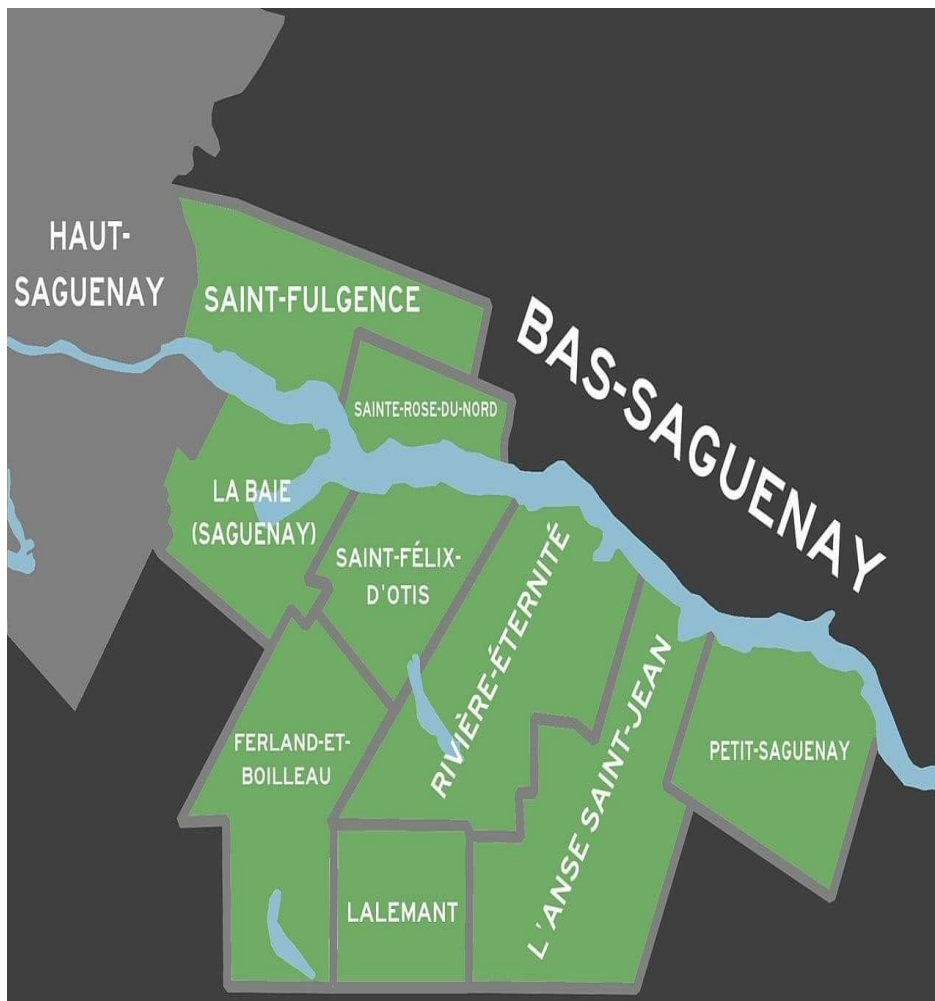 HAUT-
SAGUENAY
SAINT-FULGENCE
BAS-SAGUENAY
SAINTE-ROSE-DU-NORD
LA BAIE
(SAGUENAY)
SAINT-FÉLIX-
D'OTIS
RIVIÈRE-ÉTERNITÉ
L'ANSE SAINT-JEAN
FERLAND-ET-
BOILLEAU
PETIT-SAGUENAY
LALEMANT